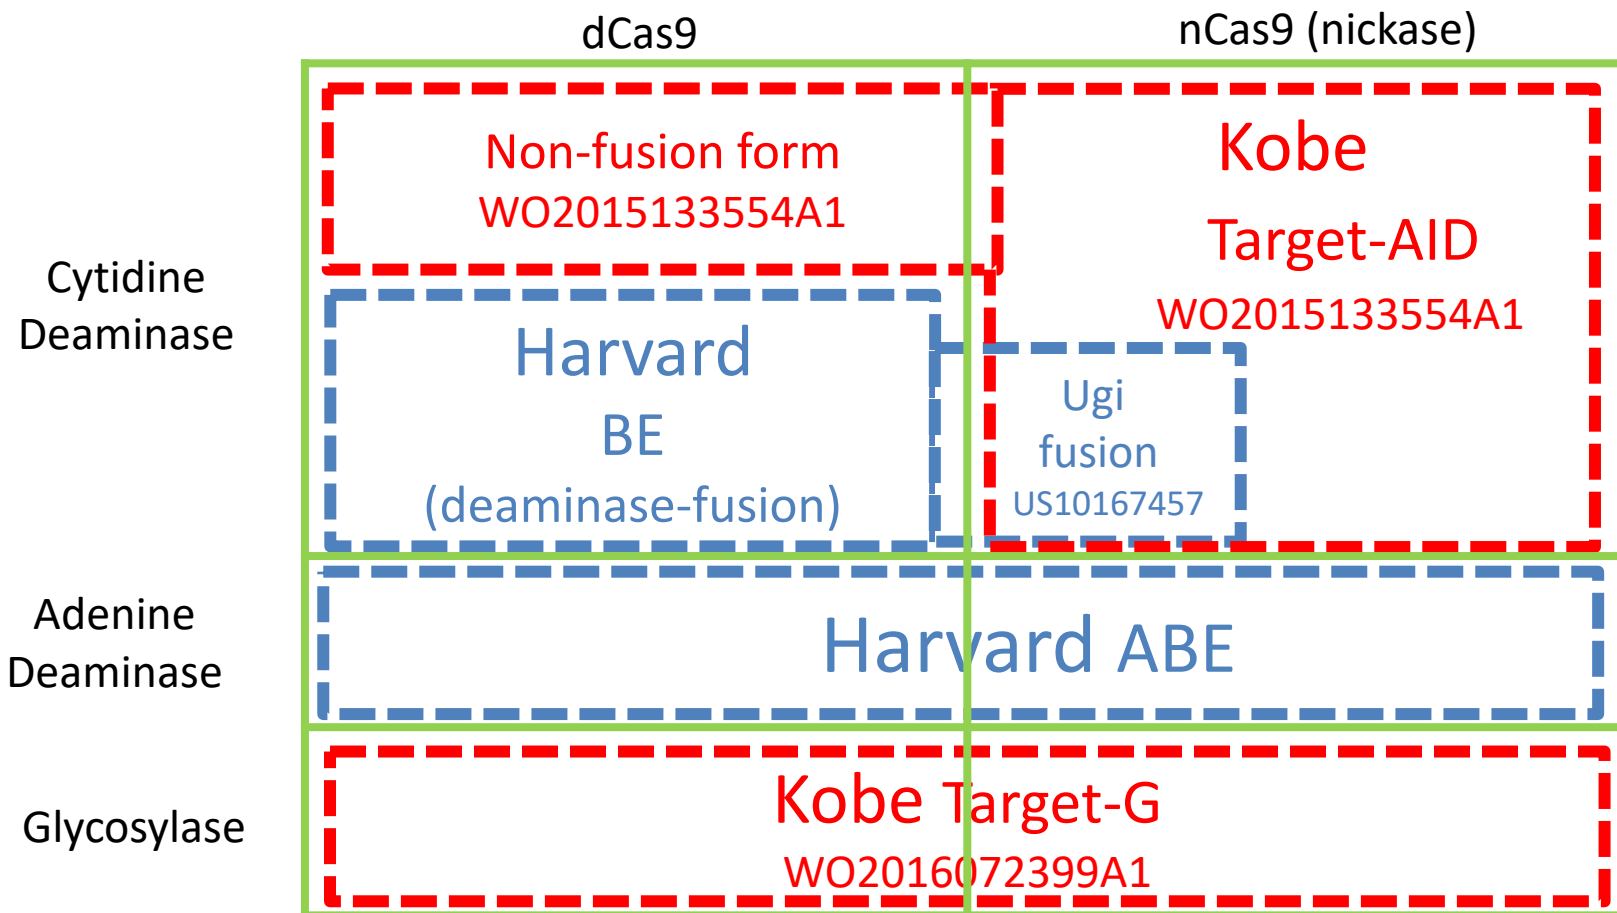 dCas9
nCas9 (nickase)
Cytidine
Deaminase
Non-fusion form
WO2015133554A1
Kobe
Target-AID
WO2015133554A1
Harvard
BE
(deaminase-fusion)
Ugi
fusion
US10167457
Adenine
Deaminase
Harvard ABE
Glycosylase
Kobe Target-G
WO2016072399A1